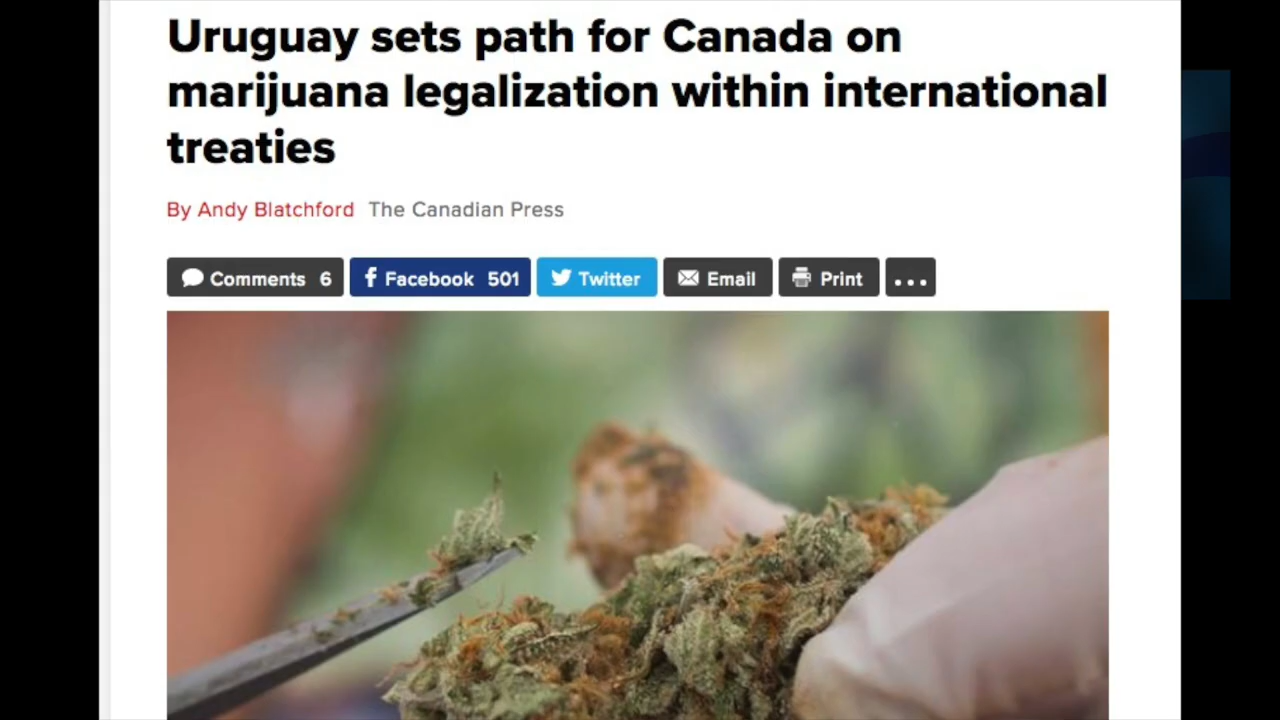 Uruguay sets path for Canada on
marijuana legalization within international
treaties
By Andy Blatchford The Canadian Press
Comments 6 Facebook 501 Twitter Email Print ...